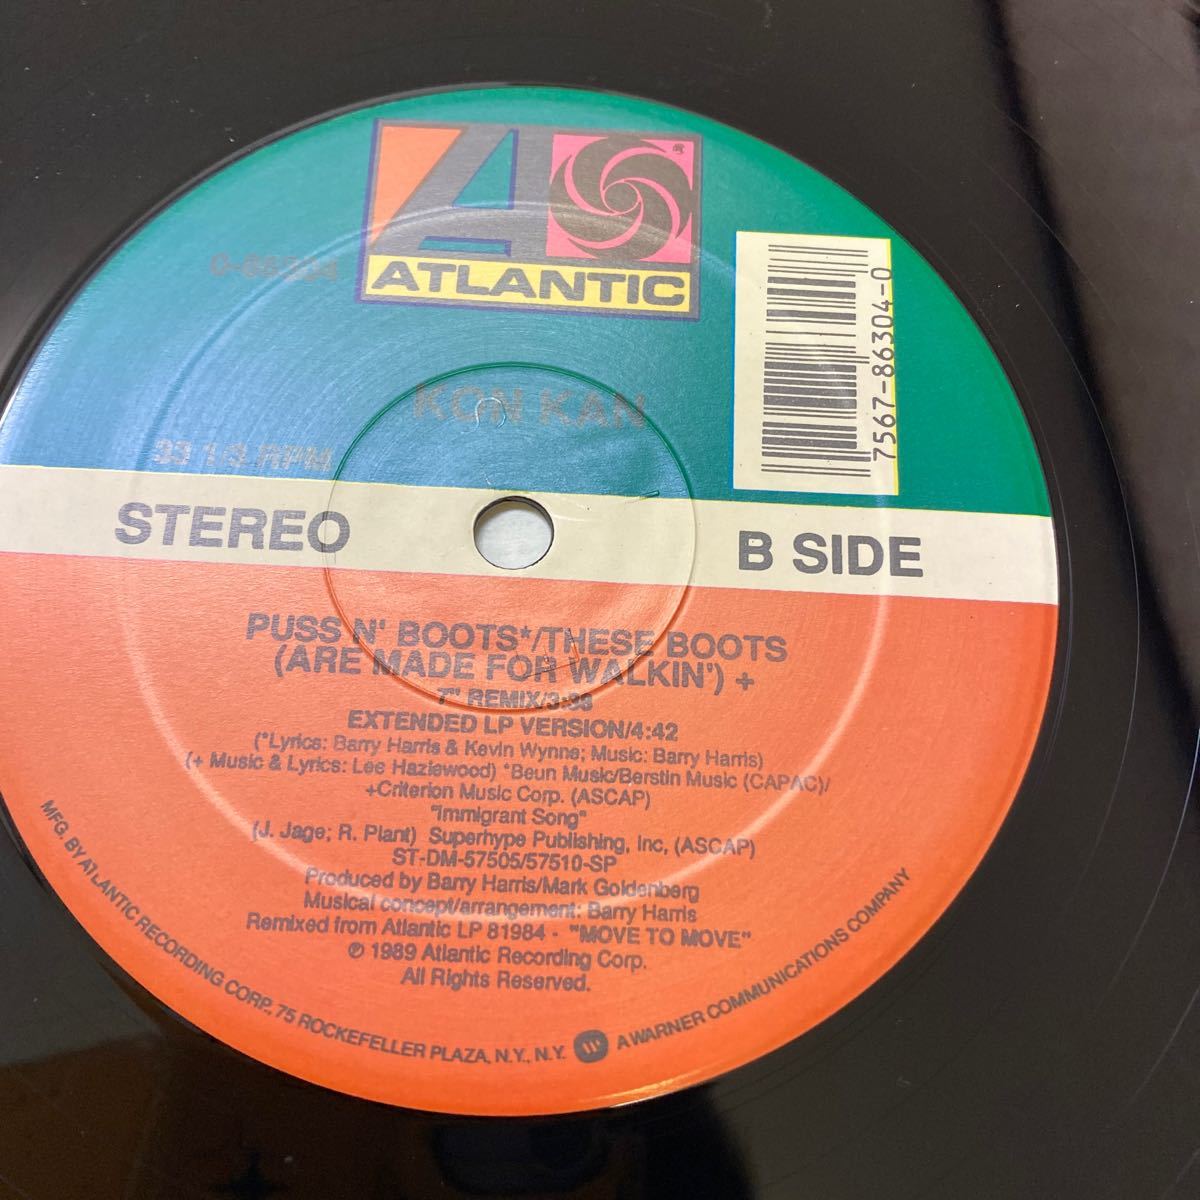 ATLANTIC
®
0-86304
7567-86304-0
KON KAN
33 1/3 RPM
STEREO
B SIDE
PUSS N' BOOTS*/THESE BOOTS
(ARE MADE FOR WALKIN') +
7" REMIX/3:38
EXTENDED LP VERSION/4:42
(*Lyrics: Barry Harris & Kevin Wynne; Music: Barry Harris)
(+ Music & Lyrics: Lee Hazlewood) *Beun Music/Berstin Music (CAPAC)/
+Criterion Music Corp. (ASCAP)
"Immigrant Song"
(J. Jage; R. Plant) Superhype Publishing, Inc, (ASCAP)
ST-DM-57505/57510-SP
Produced by Barry Harris/Mark Goldenberg
Musical concept/arrangement: Barry Harris
Remixed from Atlantic LP 81984 - "MOVE TO MOVE"
℗ 1989 Atlantic Recording Corp.
All Rights Reserved.
MFG. BY ATLANTIC RECORDING CORP., 75 ROCKEFELLER PLAZA, N.Y., N.Y. A WARNER COMMUNICATIONS COMPANY